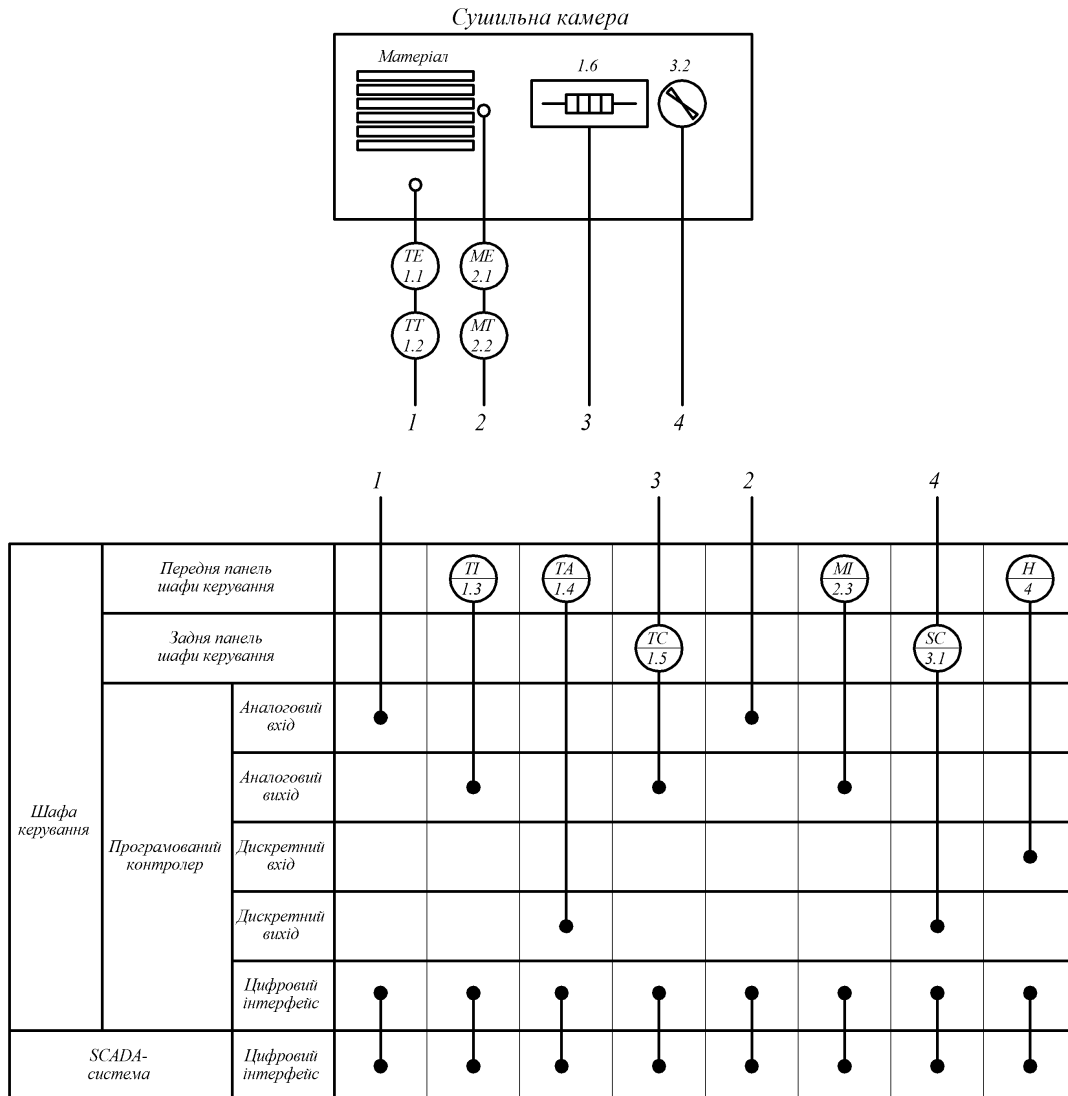 Сушильна камера
Матеріал
1.6
3.2
TE
1.1
ME
2.1
TT
1.2
MT
2.2
1
2
3
4
1
3
2
4
Шафа
керування
Передня панель
шафи керування
TI
1.3
TA
1.4
MI
2.3
H
4
Задня панель
шафи керування
TC
1.5
SC
3.1
Програмований
контролер
Аналоговий
вхід
Аналоговий
вихід
Дискретний
вхід
Дискретний
вихід
Цифровий
інтерфейс
SCADA-
система
Цифровий
інтерфейс